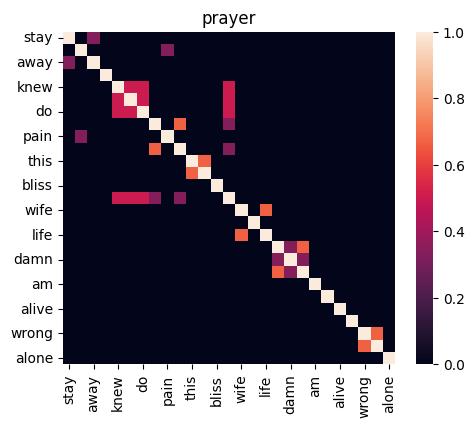 prayer
stay
away
knew
do
pain
this
bliss
wife
life
damn
am
alive
wrong
alone
stay
away
knew
do
pain
this
bliss
wife
life
damn
am
alive
wrong
alone
1.0
0.8
0.6
0.4
0.2
0.0